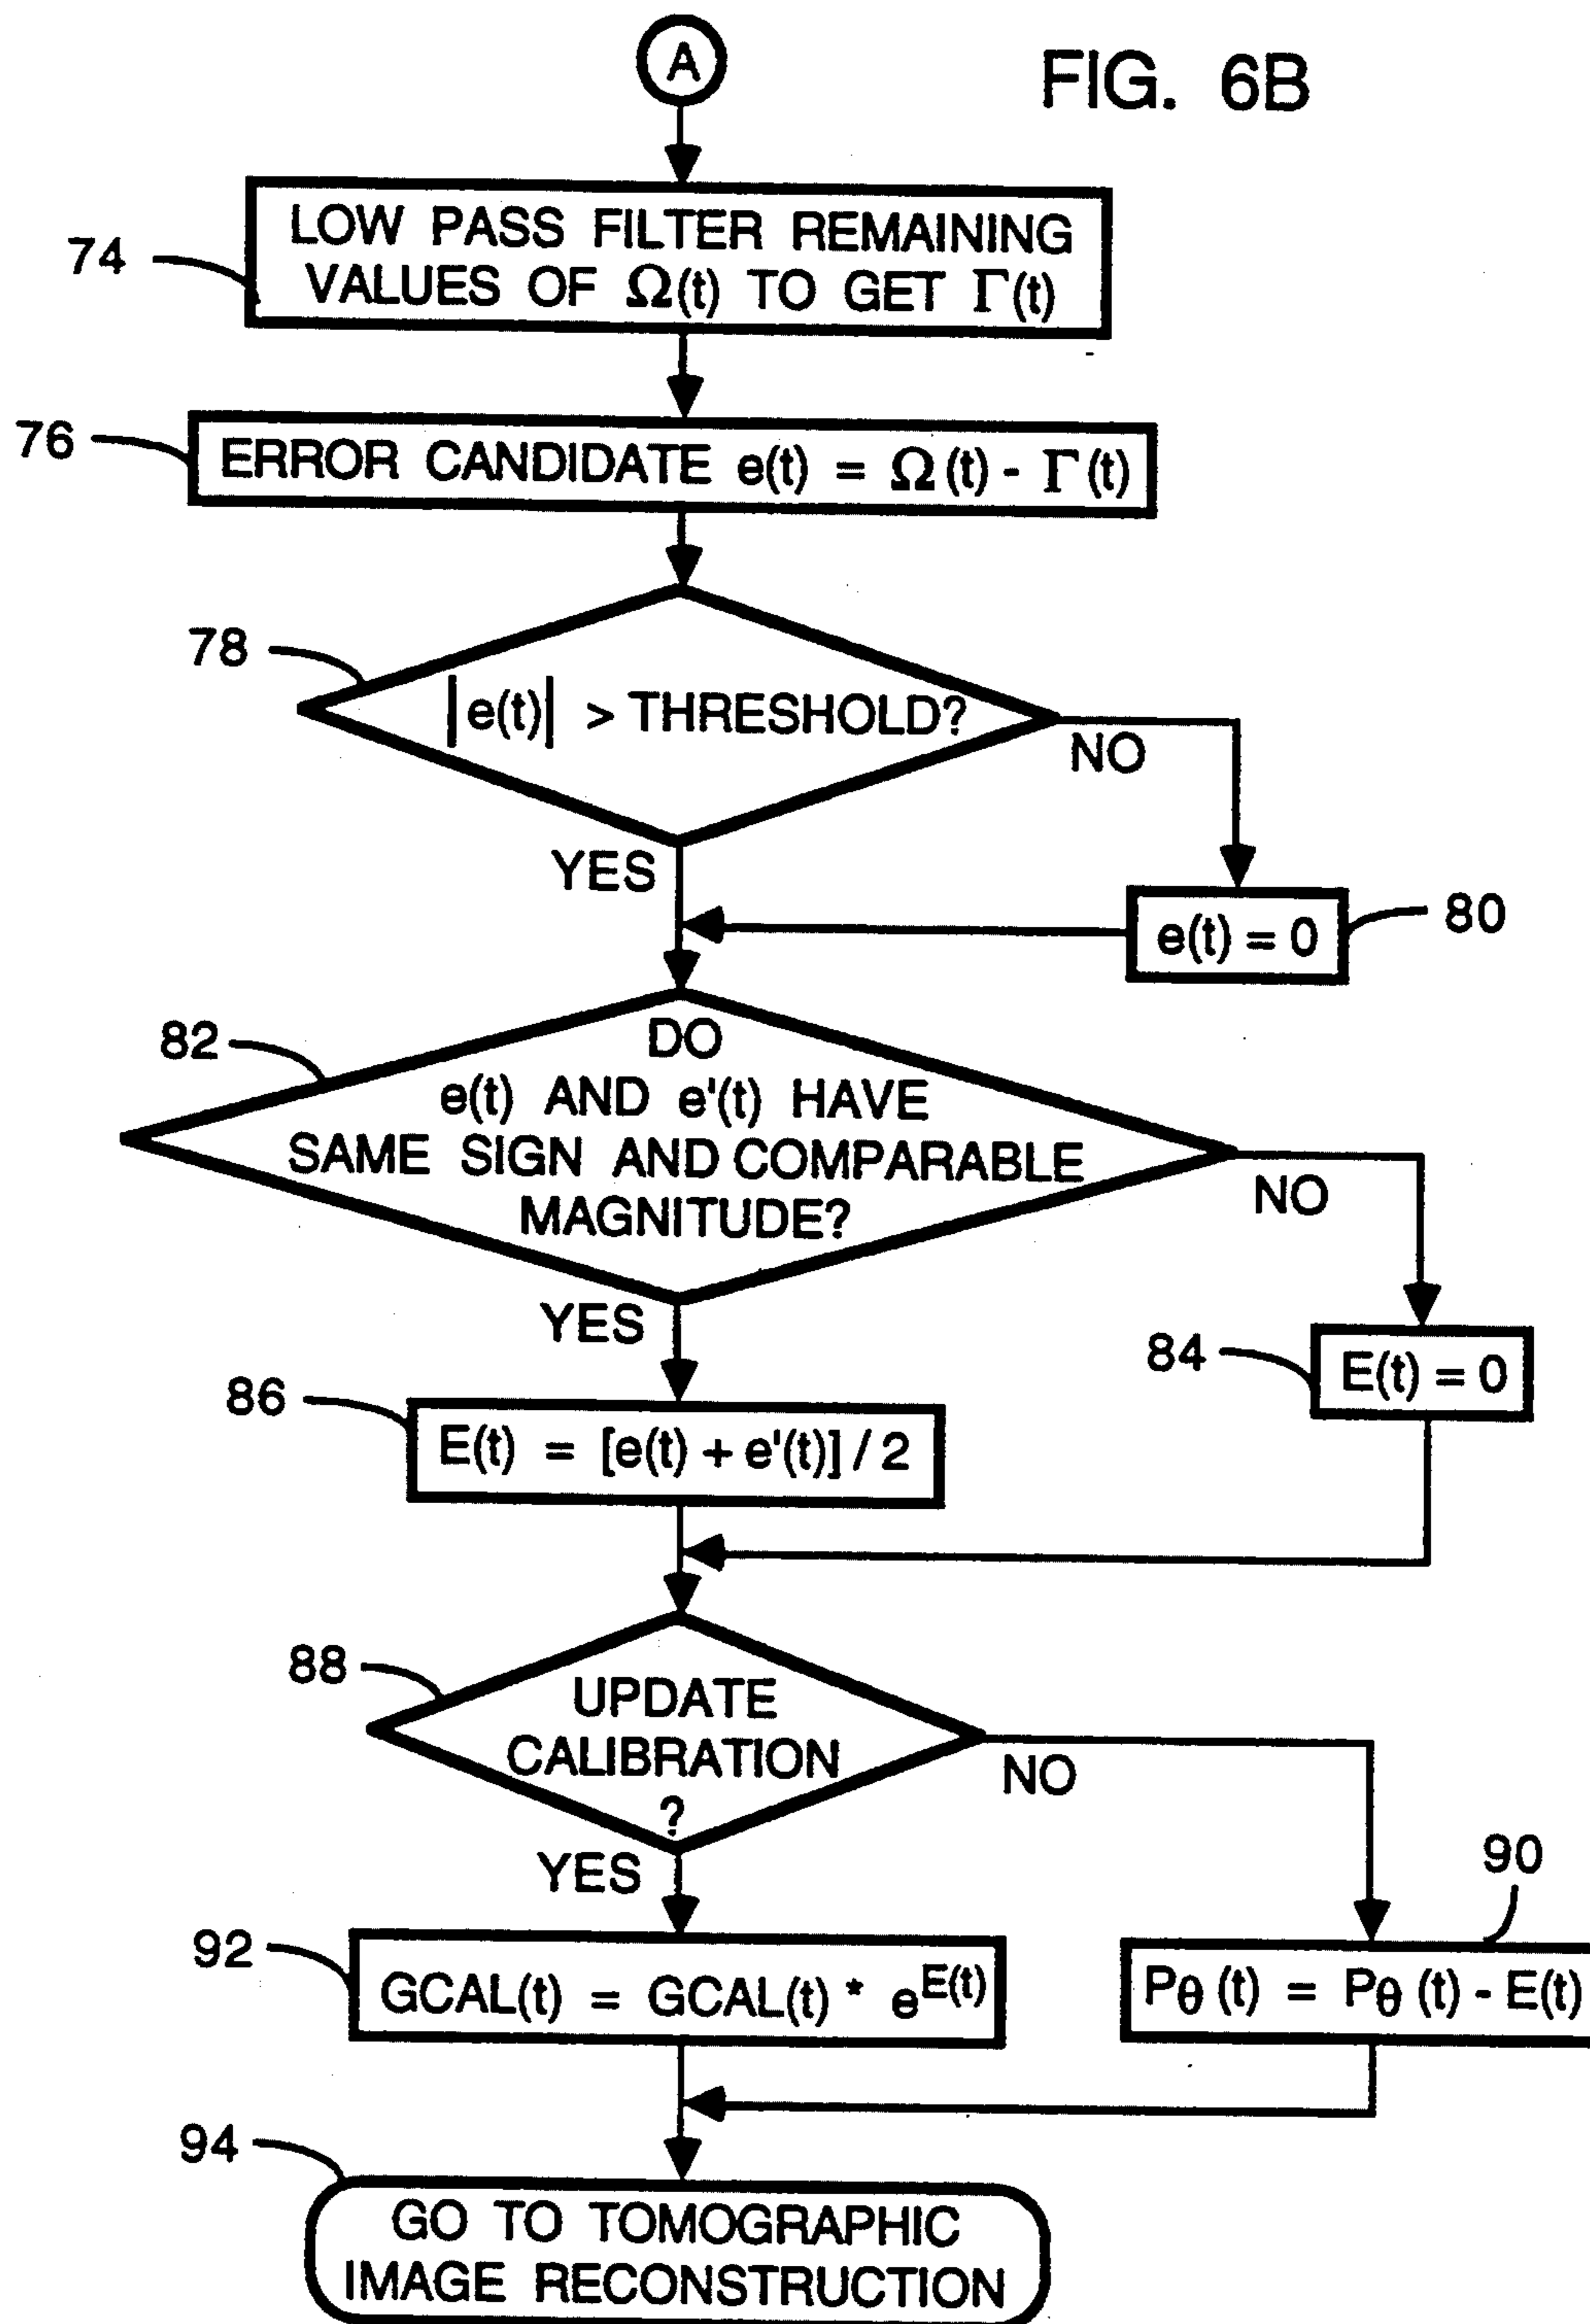 A
FIG. 6B
74
LOW PASS FILTER REMAINING
VALUES OF Ω(t) TO GET Γ(t)
76
ERROR CANDIDATE e(t) = Ω(t) - Γ(t)
78
|e(t)| > THRESHOLD?
NO
YES
e(t) = 0
80
82
DO
e(t) AND e'(t) HAVE
SAME SIGN AND COMPARABLE
MAGNITUDE?
NO
YES
84
E(t) = 0
86
E(t) = [e(t) + e'(t)] / 2
88
UPDATE
CALIBRATION
?
NO
YES
90
92
GCAL(t) = GCAL(t) * e^E(t)
Pθ (t) = Pθ (t) - E(t)
94
GO TO TOMOGRAPHIC
IMAGE RECONSTRUCTION